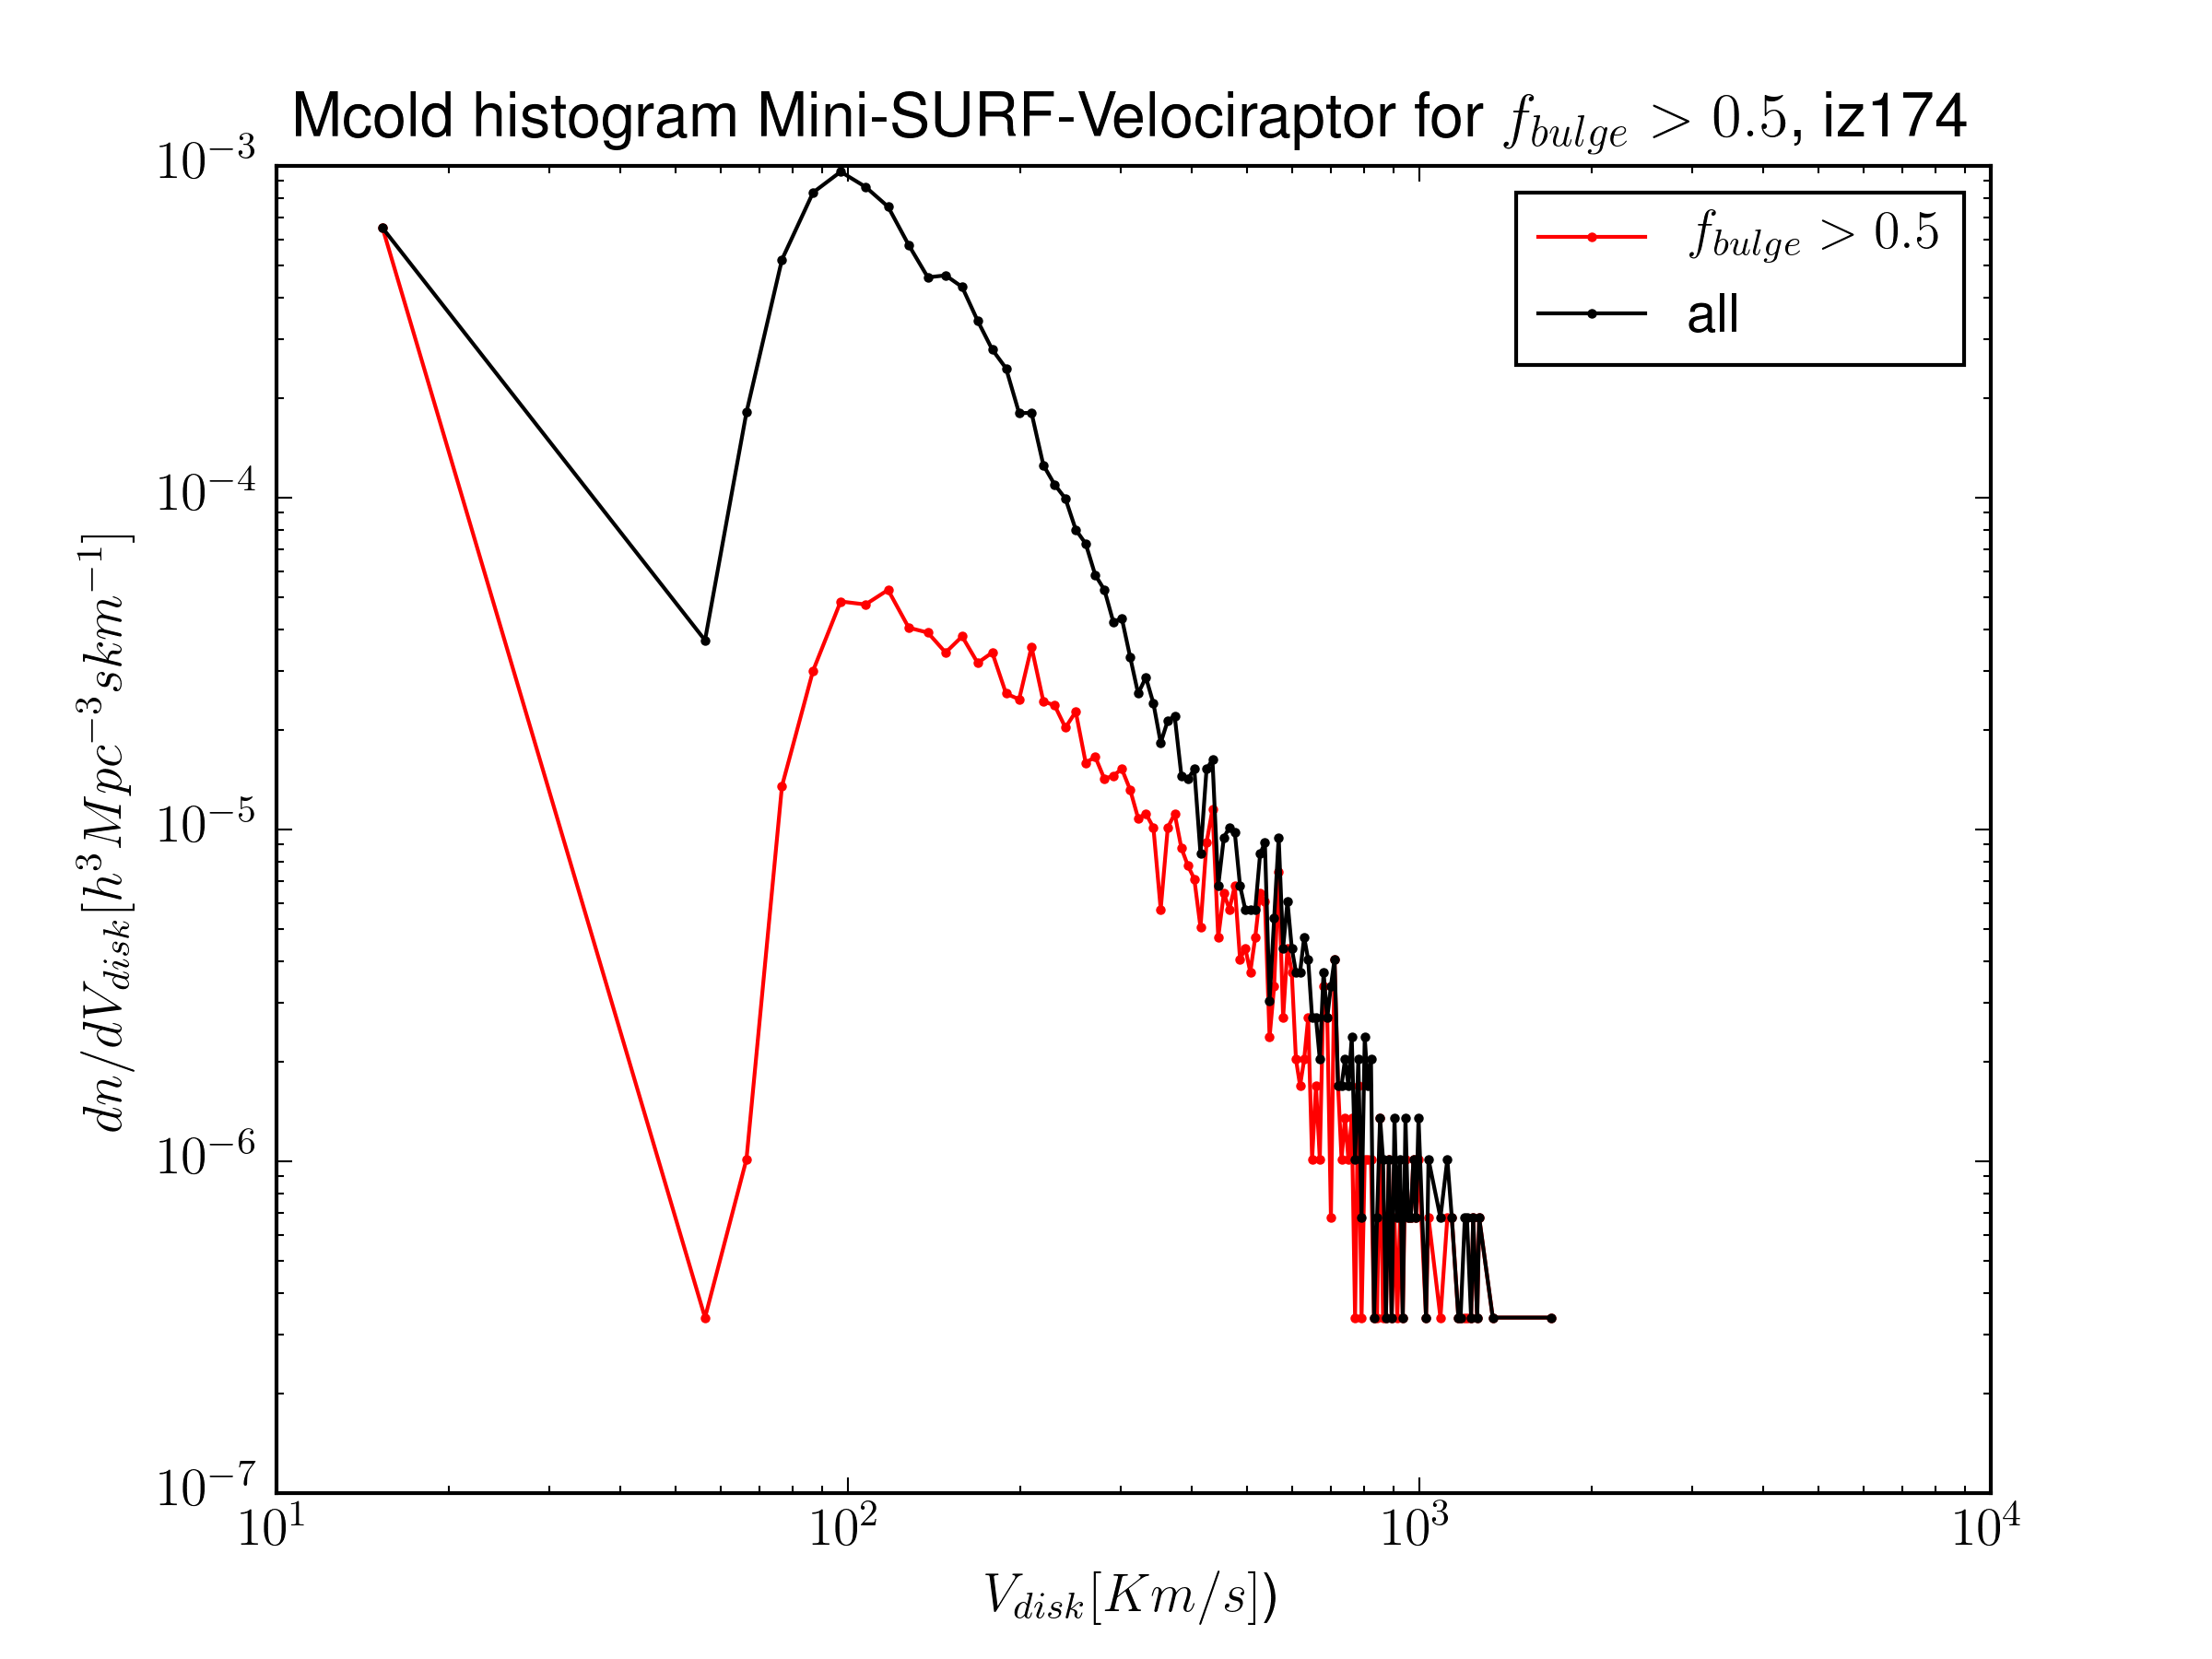 Mcold histogram Mini-SURF-Velociraptor for $f_{bulge} > 0.5$, iz174
$f_{bulge} > 0.5$
all
$10^{-3}$
$10^{-4}$
$10^{-5}$
$10^{-6}$
$10^{-7}$
$dn/dV_{disk}[h^3Mpc^{-3}skm^{-1}]$
$10^1$ $10^2$ $10^3$ $10^4$
$V_{disk}[Km/s]$)